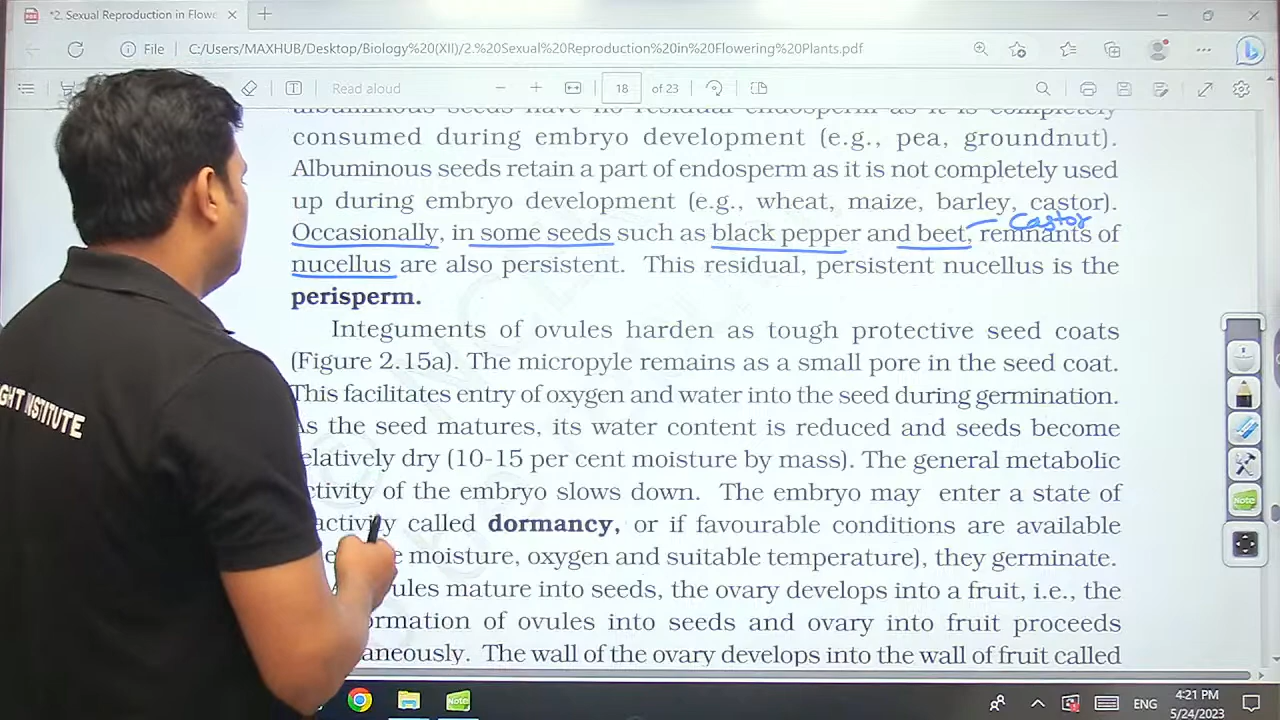 *2. Sexual Reproduction in Flowe
File
C:/Users/MAXHUB/Desktop/Biology%20(XII)/2.%20Sexual%20Reproduction%20in%20Flowering%20Plants.pdf
Read aloud
18
of 23
albuminous seeds have no residual endosperm as it is completely
consumed during embryo development (e.g., pea, groundnut).
Albuminous seeds retain a part of endosperm as it is not completely used
up during embryo development (e.g., wheat, maize, barley, castor).
castor
Occasionally, in some seeds such as black pepper and beet, remnants of
nucellus are also persistent. This residual, persistent nucellus is the
perisperm.
Integuments of ovules harden as tough protective seed coats
(Figure 2.15a). The micropyle remains as a small pore in the seed coat.
This facilitates entry of oxygen and water into the seed during germination.
As the seed matures, its water content is reduced and seeds become
relatively dry (10-15 per cent moisture by mass). The general metabolic
activity of the embryo slows down. The embryo may enter a state of
activity called dormancy, or if favourable conditions are available
moisture, oxygen and suitable temperature), they germinate.
ules mature into seeds, the ovary develops into a fruit, i.e., the
ormation of ovules into seeds and ovary into fruit proceeds
aneously. The wall of the ovary develops into the wall of fruit called
GHT INSTITUTE
Note
Note
ENG
4:21 PM
5/24/2023